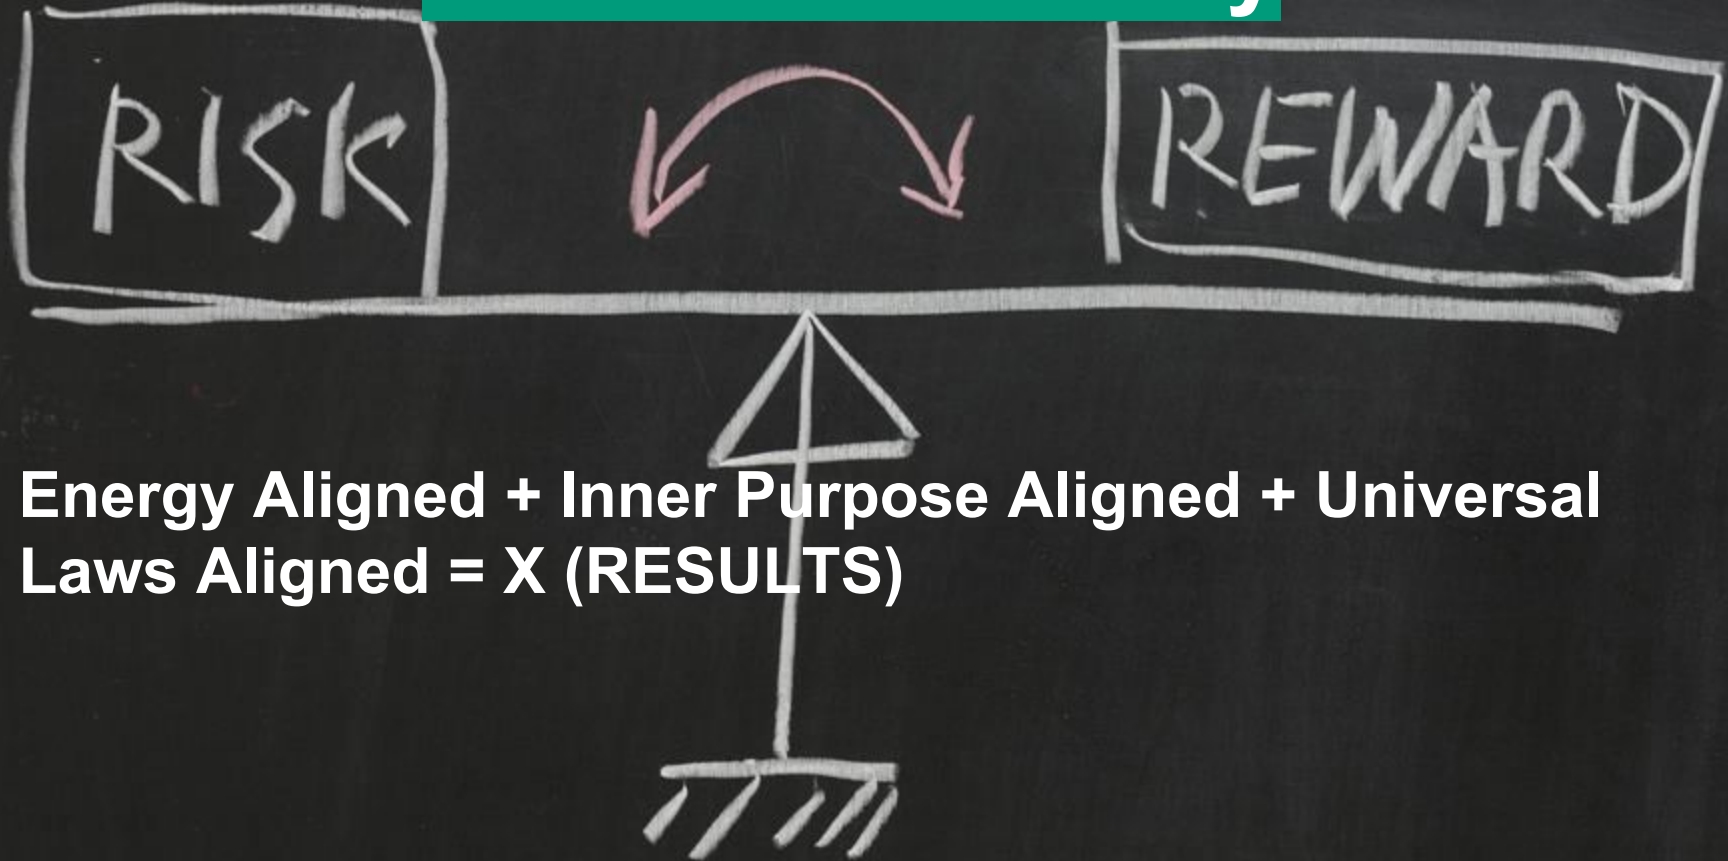 RISK
REWARD
Energy Aligned + Inner Purpose Aligned + Universal
Laws Aligned = X (RESULTS)